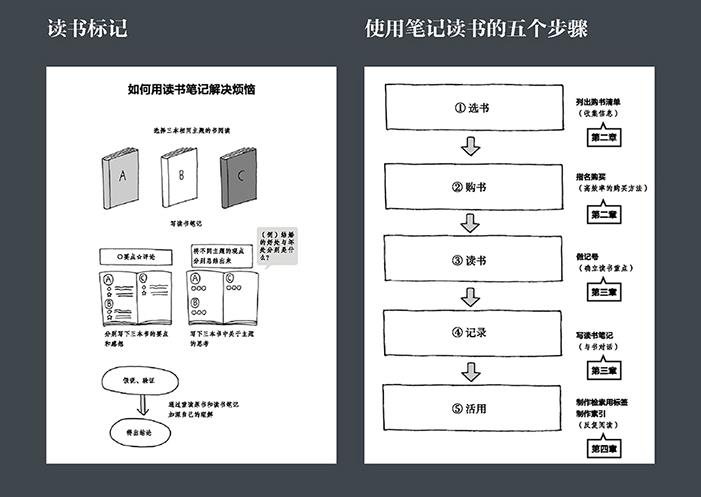 读书标记
如何用读书笔记解决烦恼
选择三本相同主题的书阅读
A
B
C
写读书笔记
○要点☆评论
将不同主题的观点
分别总结出来
（例）结婚
的好处与坏
处分别是什
么？
A
C
B
A
C
B
分别写下三本书的要点
和感想
写下三本书中关于主题
的思考
假说、验证
通过重读原书和读书笔记
加深自己的理解
得出结论
使用笔记读书的五个步骤
① 选书
列出购书清单
（收集信息）
第二章
② 购书
指名购买
（高效率的购买方法）
第二章
③ 读书
做记号
（确立读书重点）
第三章
④ 记录
写读书笔记
（与书对话）
第三章
⑤ 活用
制作检索用标签
制作索引
（反复阅读）
第四章